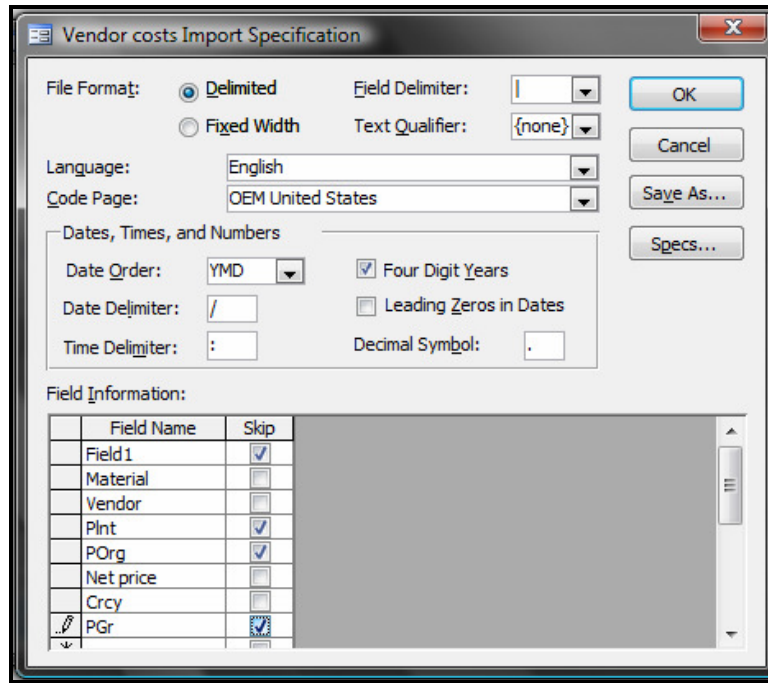 Vendor costs Import Specification
File Format: Delimited Field Delimiter: | OK
Fixed Width Text Qualifier: {none}
Cancel
Language: English
Code Page: OEM United States Save As...
Dates, Times, and Numbers Specs...
Date Order: YMD Four Digit Years
Date Delimiter: / Leading Zeros in Dates
Time Delimiter: : Decimal Symbol: .
Field Information:
Field Name Skip
Field1
Material
Vendor
Plnt
POrg
Net price
Crcy
PGr